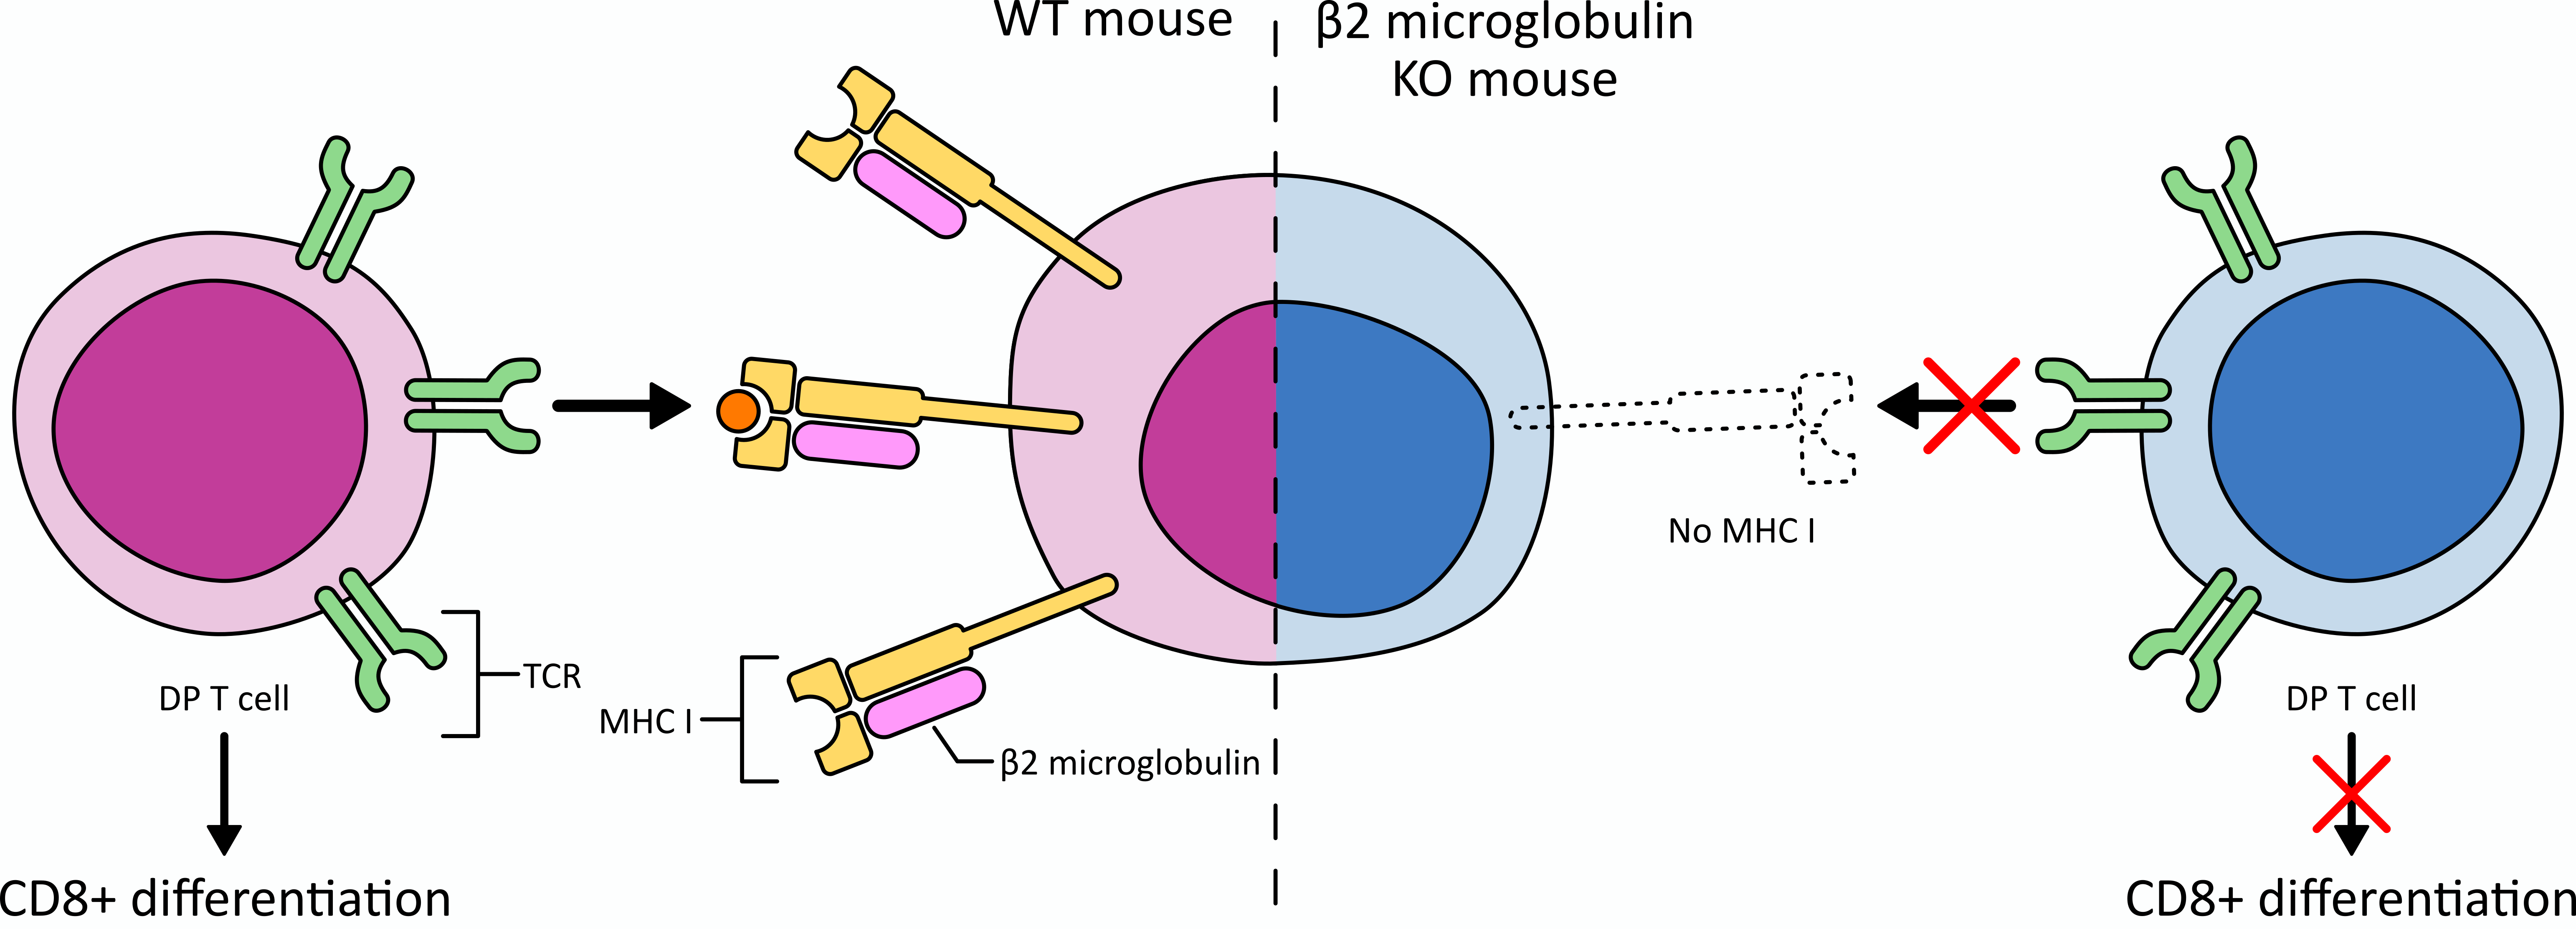 WT mouse
β2 microglobulin
KO mouse
No MHC I
TCR
DP T cell
MHC I
β2 microglobulin
DP T cell
CD8+ differentiation
CD8+ differentiation